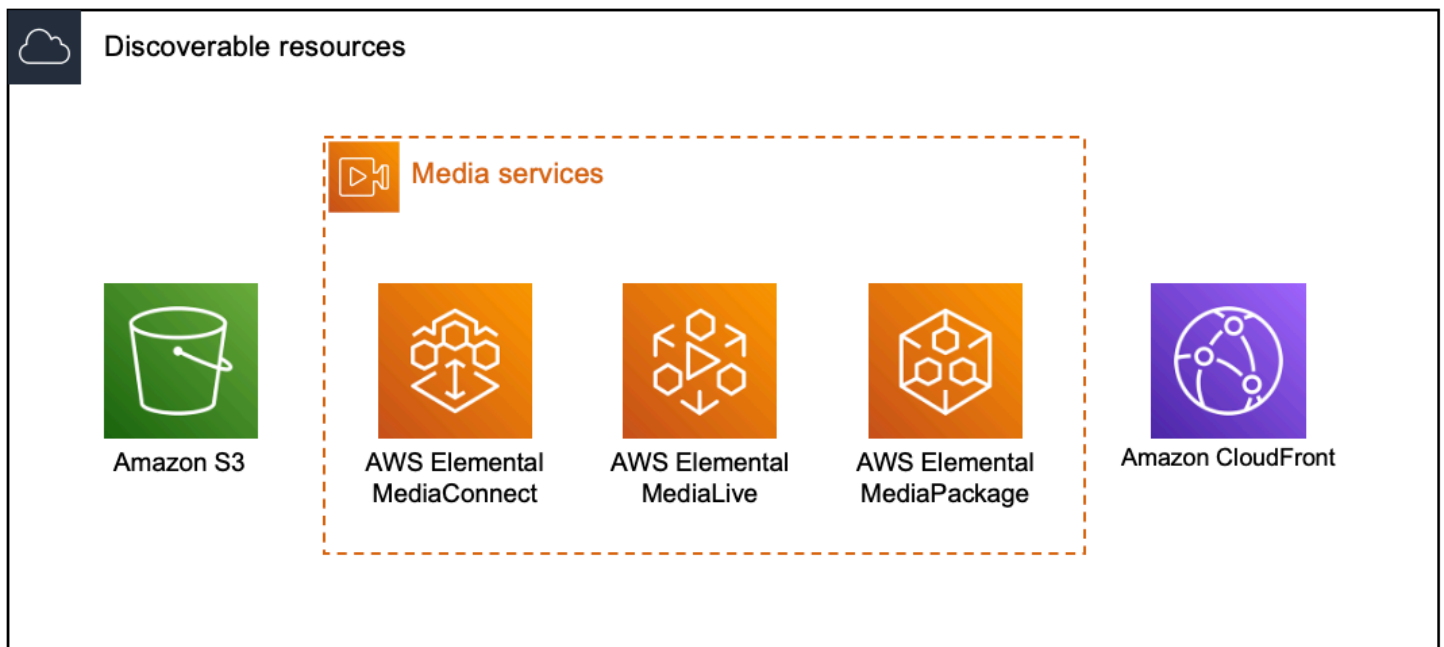 Discoverable resources
Media services
Amazon S3
AWS Elemental
MediaConnect
AWS Elemental
MediaLive
AWS Elemental
MediaPackage
Amazon CloudFront